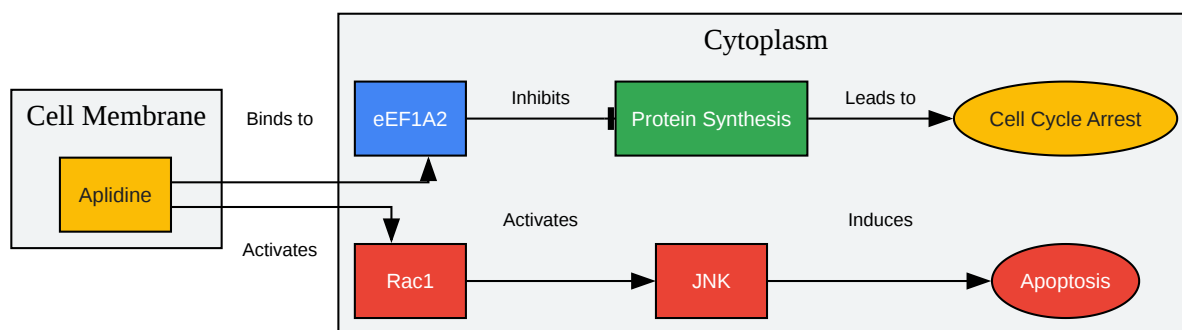 Cytoplasm
Cell Membrane
Binds to
eEF1A2
Inhibits
Protein Synthesis
Leads to
Cell Cycle Arrest
Aplidine
Activates
Rac1
Activates
JNK
Induces
Apoptosis